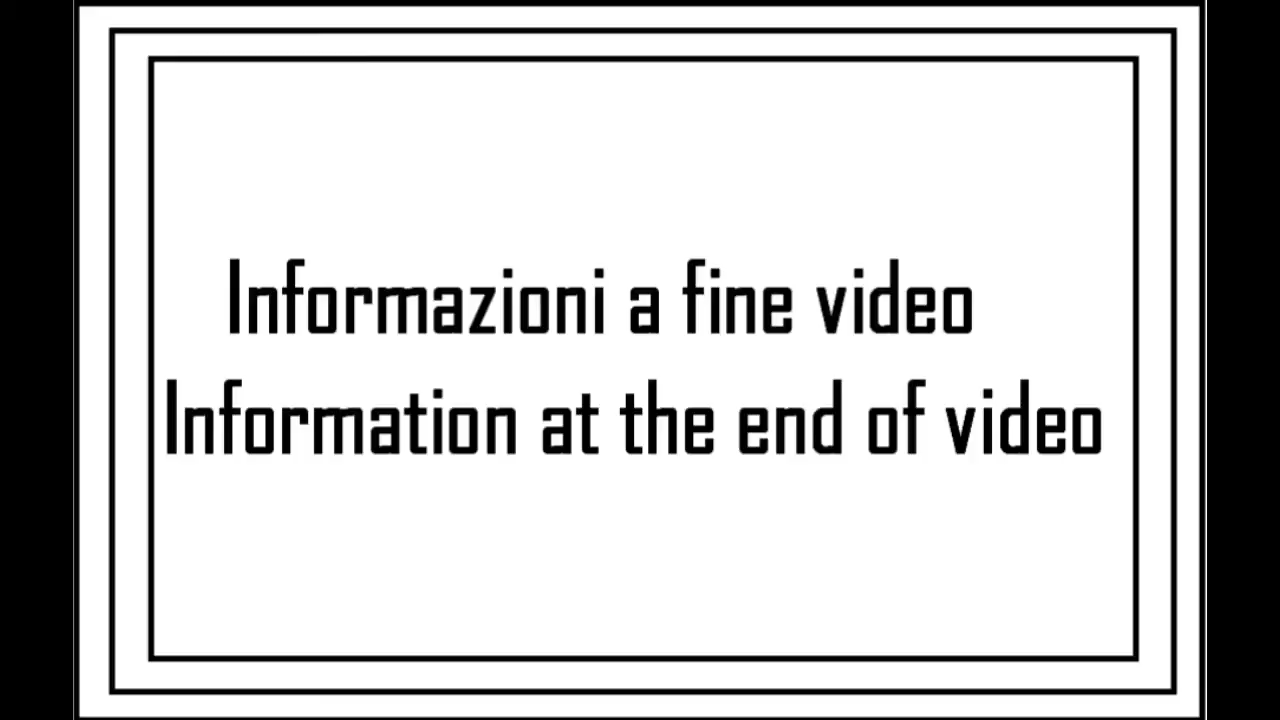 Informazioni a fine video
Information at the end of video